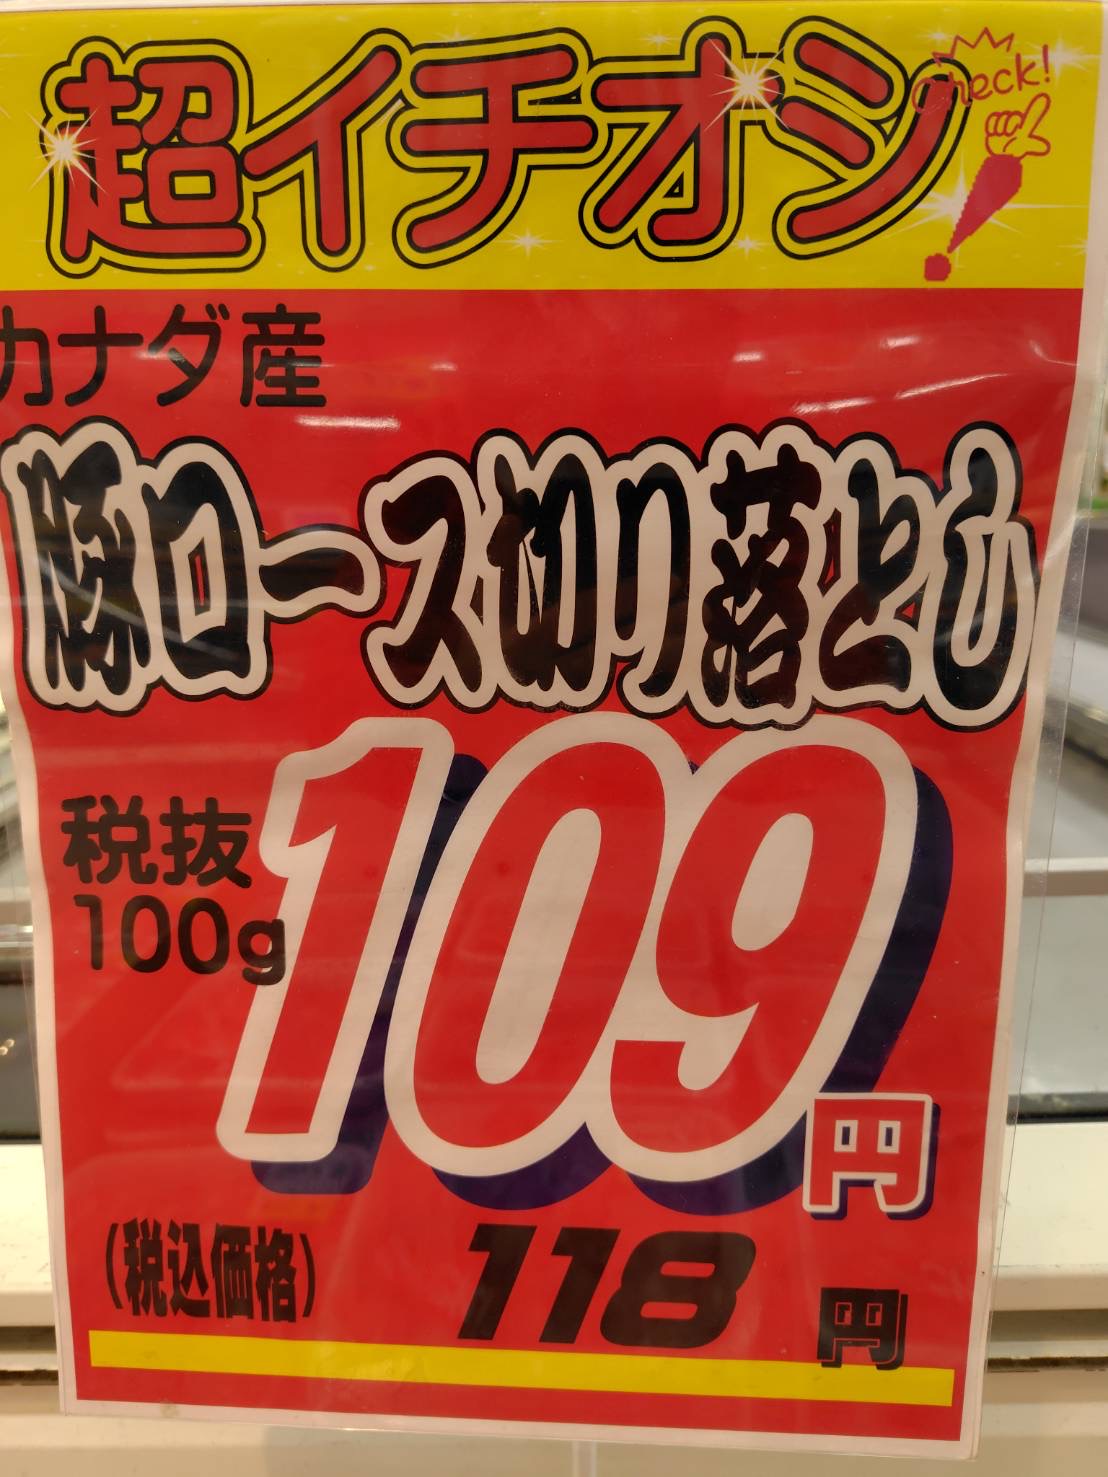 超イチオシ
Check!
カナダ産
豚ロース切り落とし
税抜
100g
109円
(税込価格) 118円